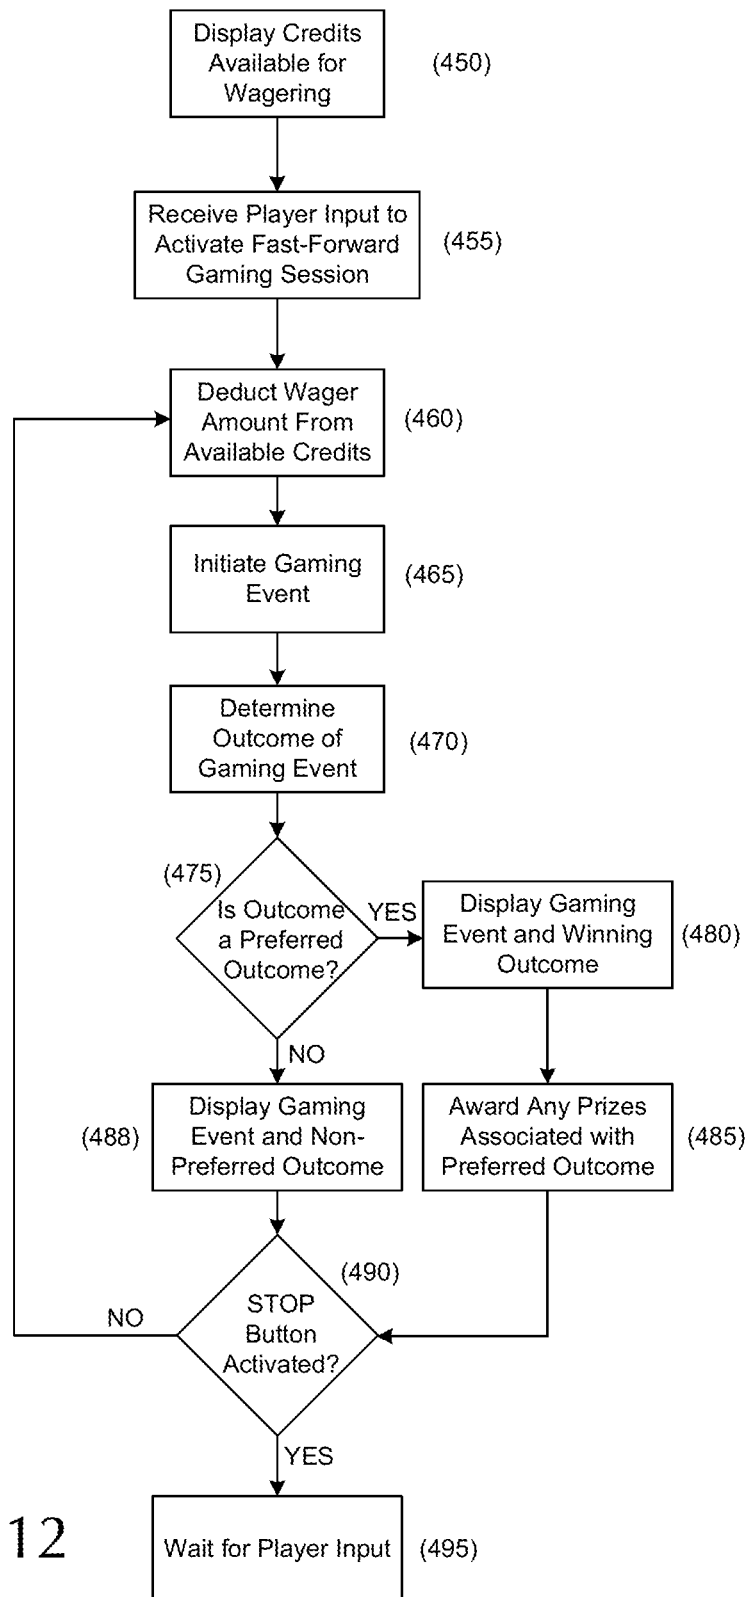 Display Credits
Available for
Wagering
(450)
Receive Player Input to
Activate Fast-Forward
Gaming Session
(455)
Deduct Wager
Amount From
Available Credits
(460)
Initiate Gaming
Event
(465)
Determine
Outcome of
Gaming Event
(470)
(475)
Is Outcome
a Preferred
Outcome?
YES
Display Gaming
Event and Winning
Outcome
(480)
NO
(488)
Display Gaming
Event and Non-
Preferred Outcome
Award Any Prizes
Associated with
Preferred Outcome
(485)
(490)
STOP
Button
Activated?
NO
YES
12
Wait for Player Input
(495)